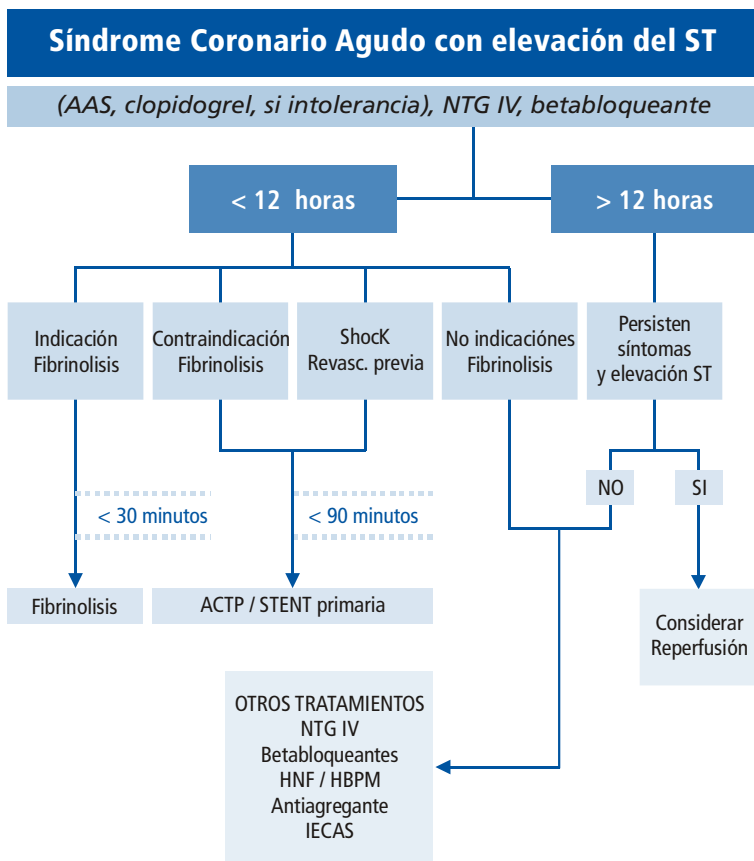 Síndrome Coronario Agudo con elevación del ST
(AAS, clopidogrel, si intolerancia), NTG IV, betabloqueante
< 12 horas
> 12 horas
Indicación
Fibrinolisis
Contraindicación
Fibrinolisis
ShocK
Revasc. previa
No indicaciónes
Fibrinolisis
Persisten
síntomas
y elevación ST
NO
SI
< 30 minutos
< 90 minutos
Fibrinolisis
ACTP / STENT primaria
Considerar
Reperfusión
OTROS TRATAMIENTOS
NTG IV
Betabloqueantes
HNF / HBPM
Antiagregante
IECAS